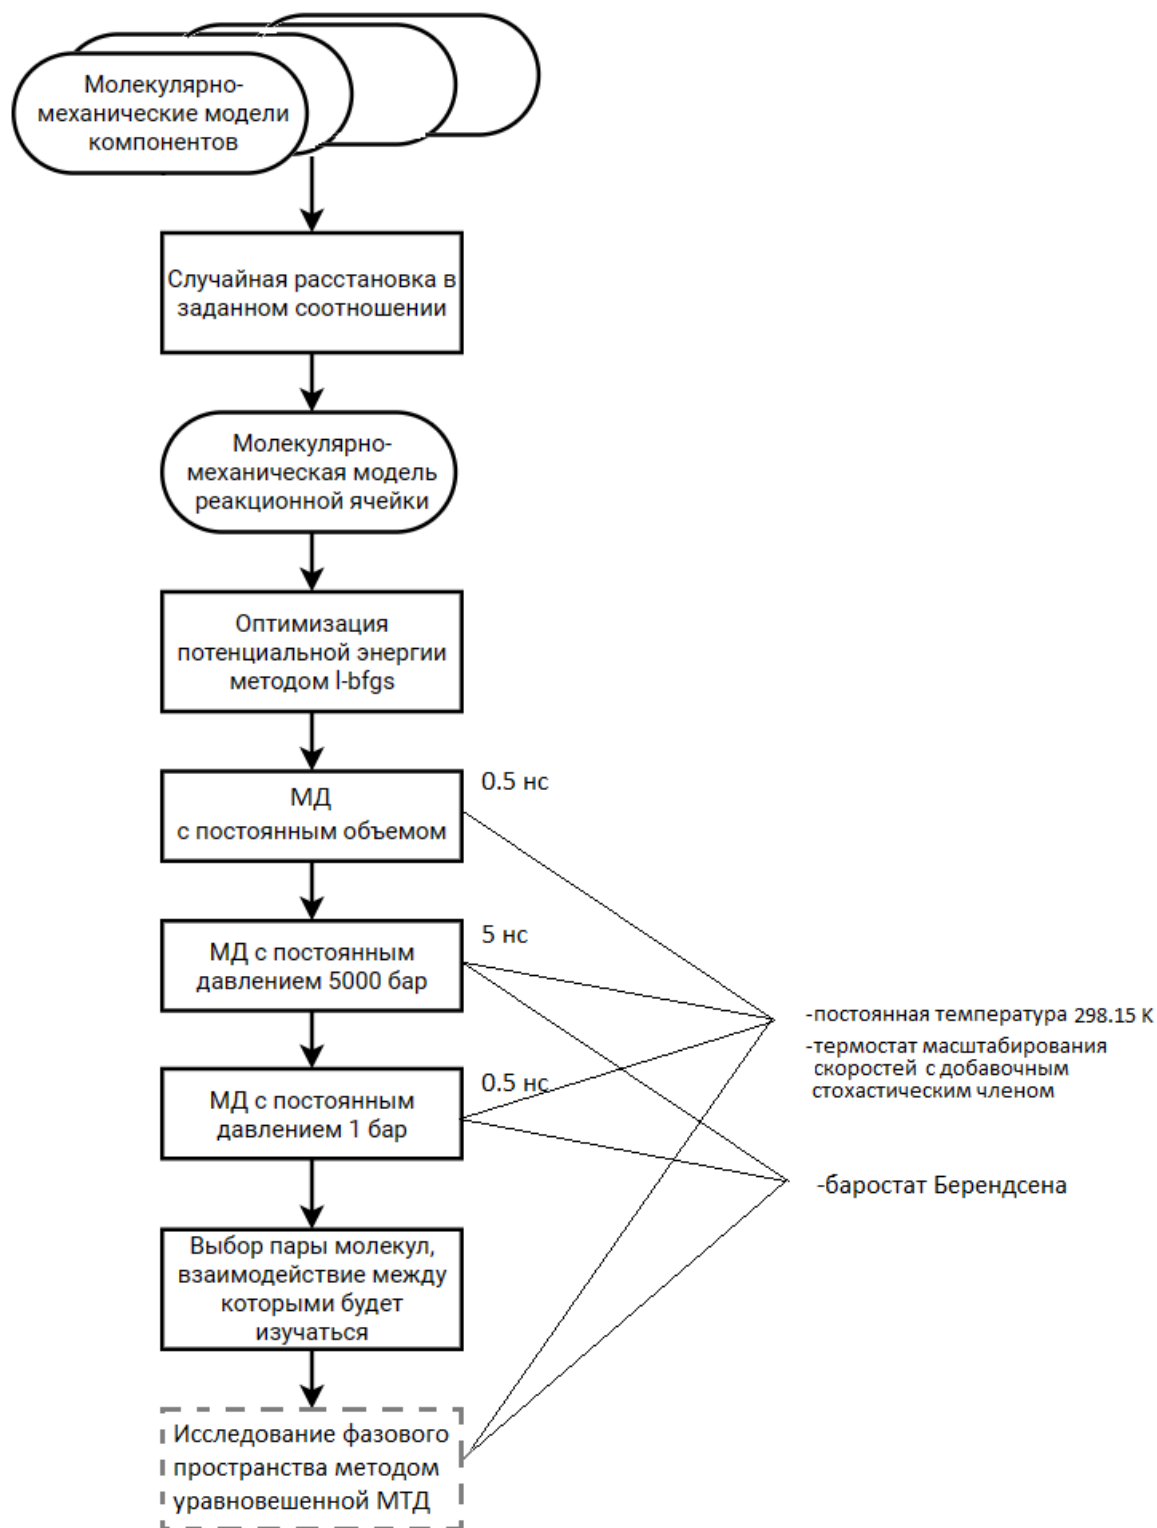 Молекулярно-
механические модели
компонентов
Случайная расстановка в
заданном соотношении
Молекулярно-
механическая модель
реакционной ячейки
Оптимизация
потенциальной энергии
методом l-bfgs
МД
с постоянным объемом
0.5 нс
МД с постоянным
давлением 5000 бар
5 нс
-постоянная температура 298.15 К
-термостат масштабирования
скоростей с добавочным
стохастическим членом
МД с постоянным
давлением 1 бар
0.5 нс
-баростат Берендсена
Выбор пары молекул,
взаимодействие между
которыми будет
изучаться
Исследование фазового
пространства методом
уравновешенной МТД